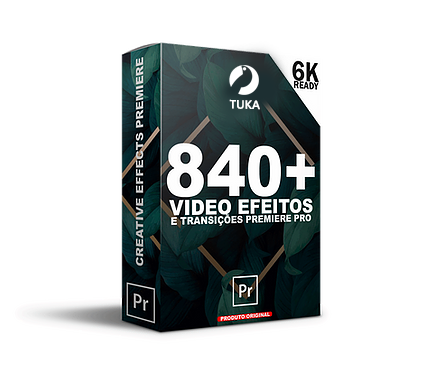 CREATIVE EFFECTS PREMIERE
Pr
TUKA
6K
READY
840+
VIDEO EFEITOS
E TRANSIÇÕES PREMIERE PRO
Pr
PRODUTO ORIGINAL